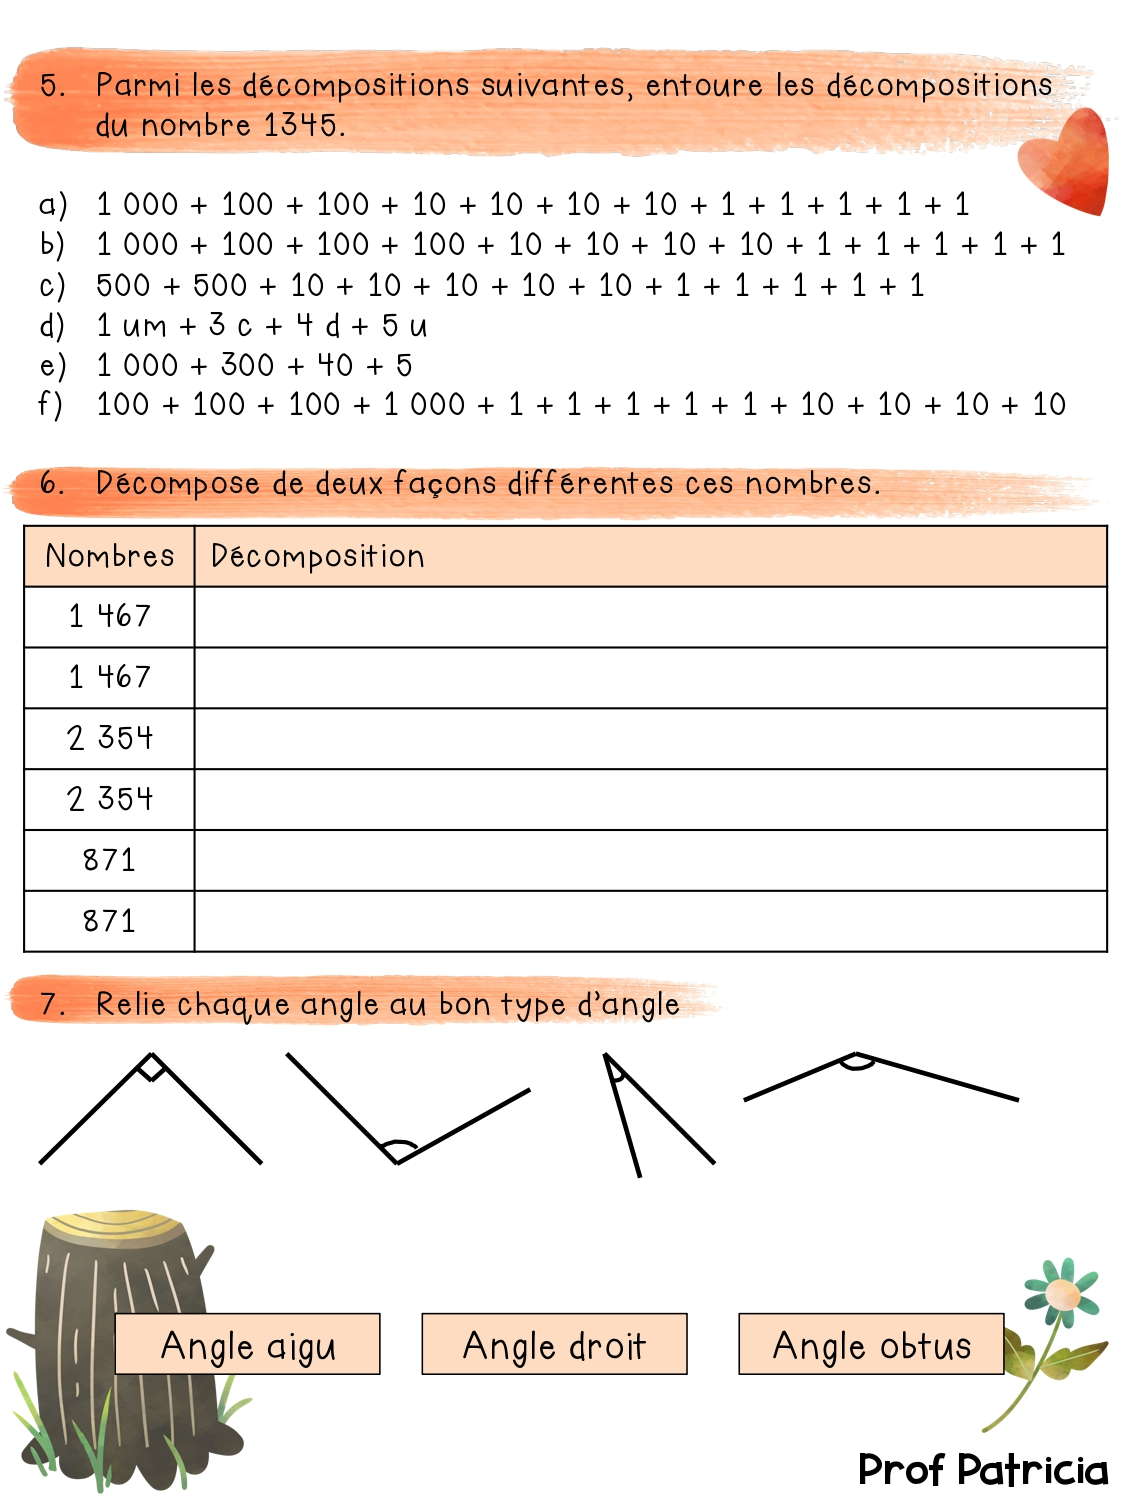 5. Parmi les décompositions suivantes, entoure les décompositions
du nombre 1345.
a) 1 000 + 100 + 100 + 10 + 10 + 10 + 10 + 1 + 1 + 1 + 1 + 1
b) 1 000 + 100 + 100 + 100 + 10 + 10 + 10 + 10 + 1 + 1 + 1 + 1 + 1
c) 500 + 500 + 10 + 10 + 10 + 10 + 10 + 1 + 1 + 1 + 1 + 1
d) 1 um + 3 c + 4 d + 5 u
e) 1 000 + 300 + 40 + 5
f) 100 + 100 + 100 + 1 000 + 1 + 1 + 1 + 1 + 1 + 10 + 10 + 10 + 10
6. Décompose de deux façons différentes ces nombres.
Nombres Décomposition
1 467
1 467
2 354
2 354
871
871
7. Relie chaque angle au bon type d'angle
Angle aigu Angle droit Angle obtus
Prof Patricia